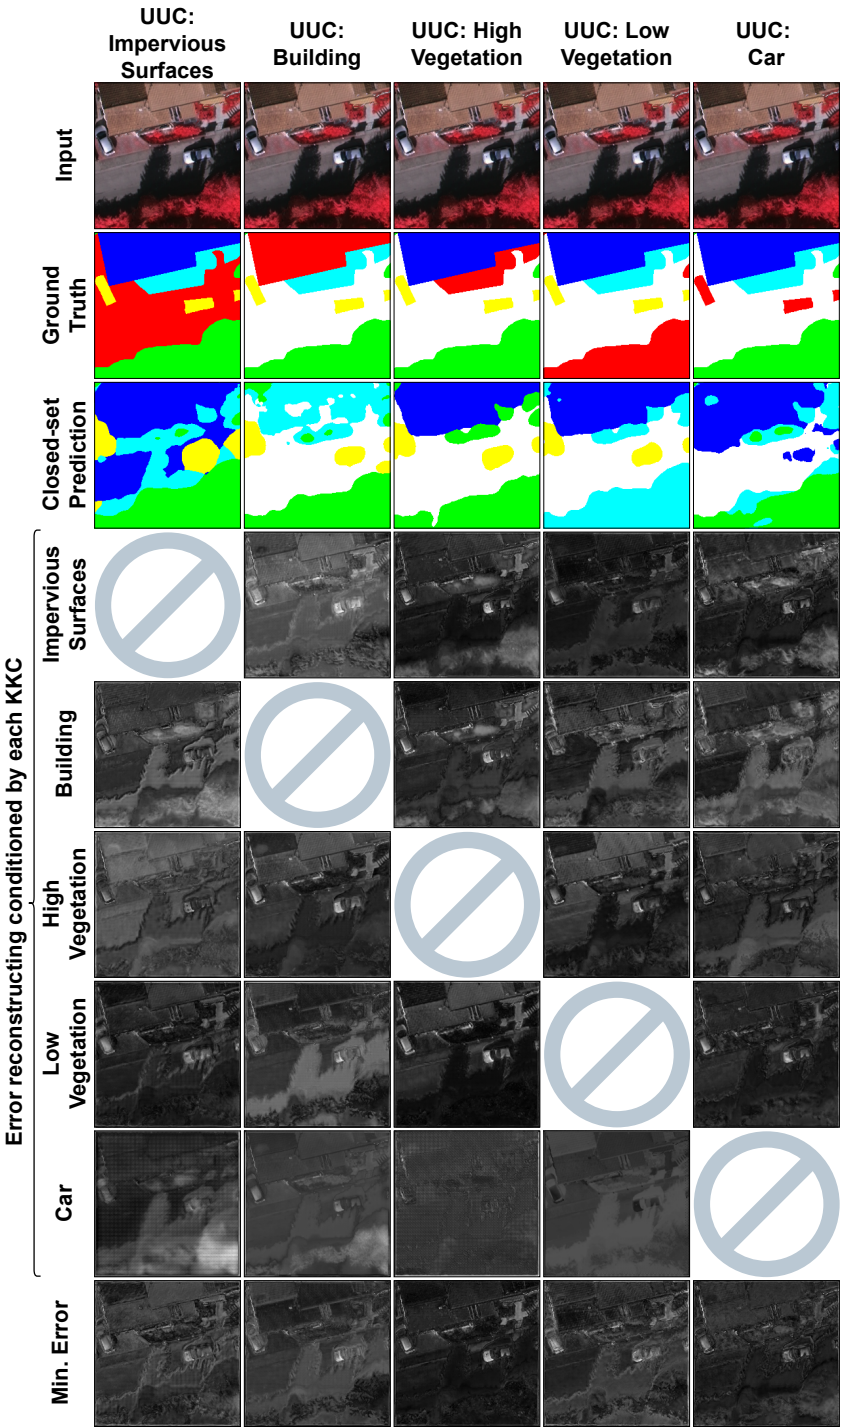 UUC:
Impervious
Surfaces
UUC:
Building
UUC: High
Vegetation
UUC: Low
Vegetation
UUC:
Car
Input
Ground
Truth
Closed-set
Prediction
Error reconstructing conditioned by each KKC
Impervious
Surfaces
Building
High
Vegetation
Low
Vegetation
Car
Min. Error